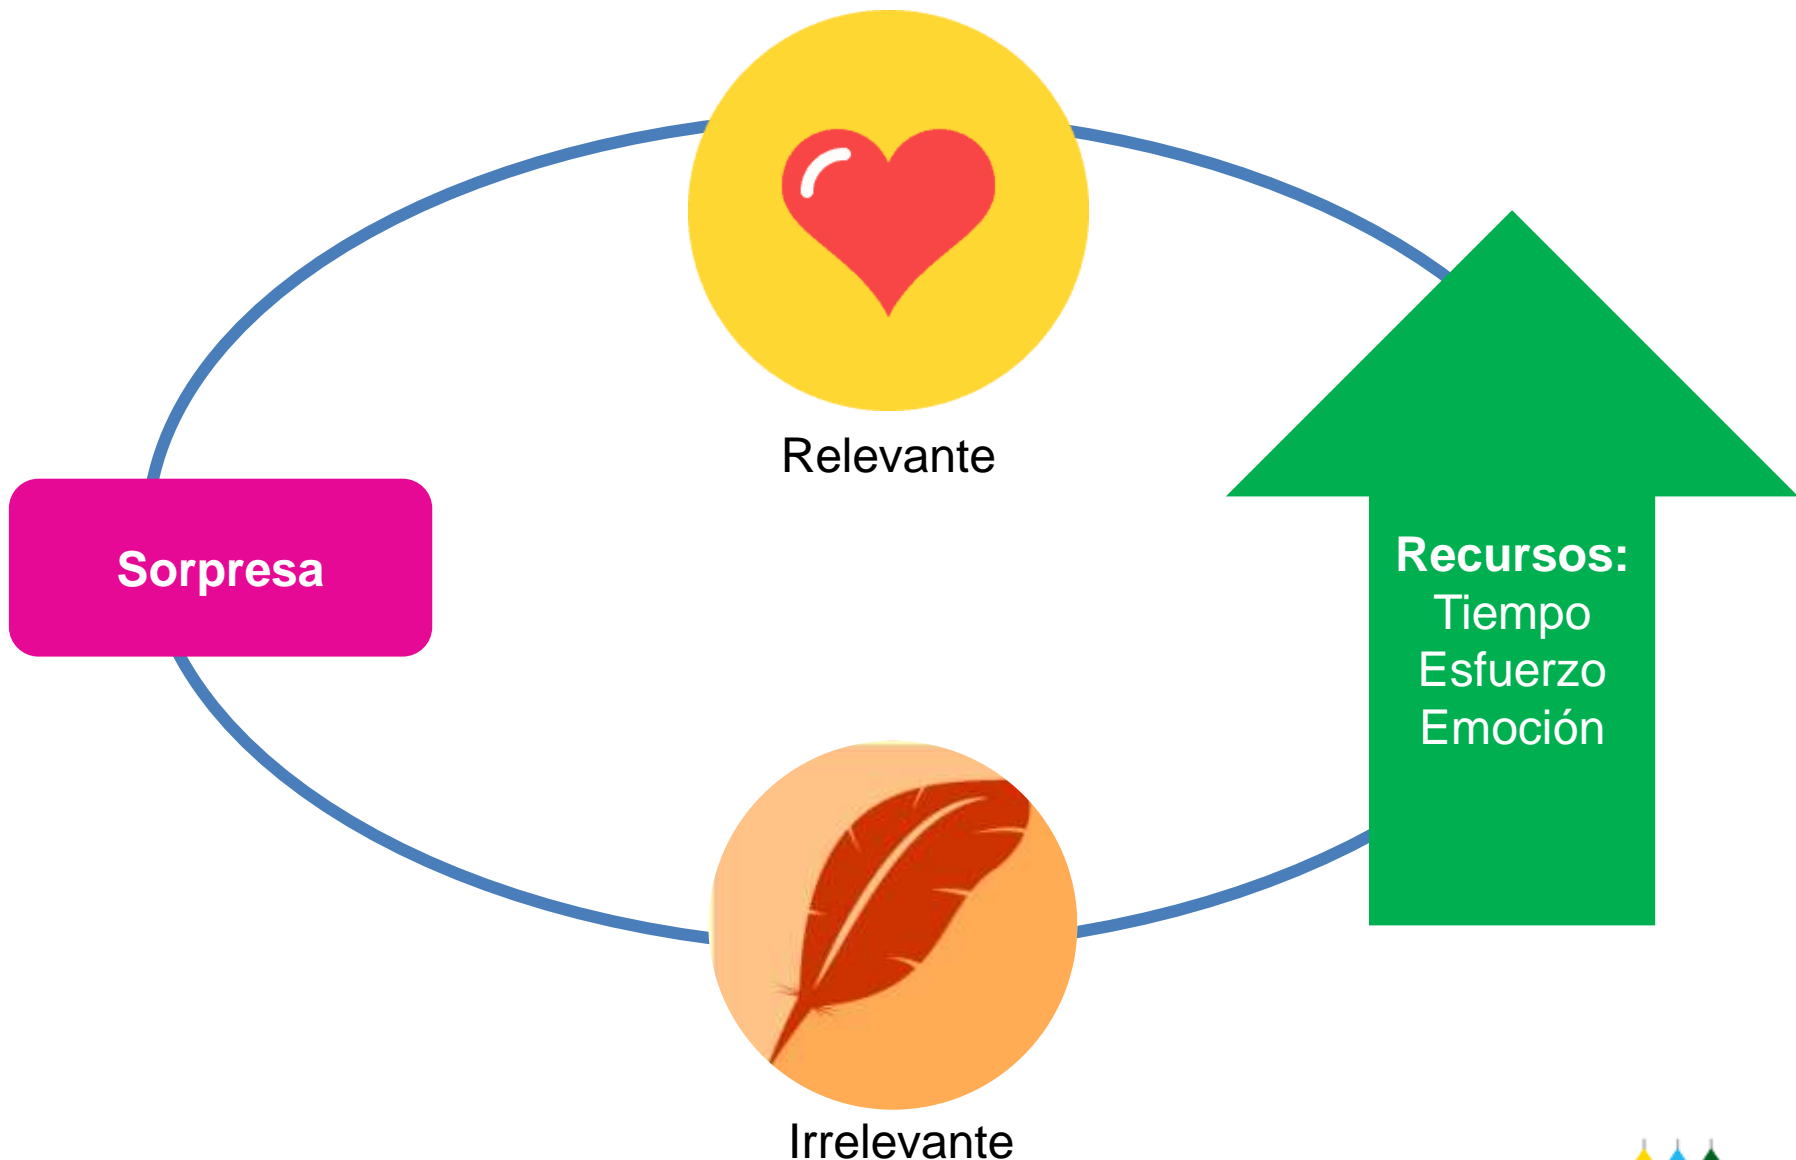 Relevante
Sorpresa
Recursos:
Tiempo
Esfuerzo
Emoción
Irrelevante